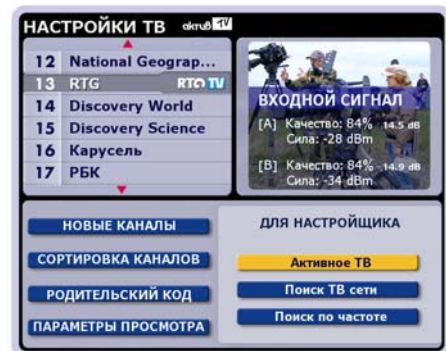 НАСТРОЙКИ ТВ актив TV
12 National Geograp...
13 RTG RTG TV
14 Discovery World
15 Discovery Science
16 Карусель
17 РБК
ВХОДНОЙ СИГНАЛ
[A] Качество: 84% - 14.5 dB
Сила: -28 dBm
[B] Качество: 84% - 14.9 dB
Сила: -34 dBm
НОВЫЕ КАНАЛЫ
СОРТИРОВКА КАНАЛОВ
РОДИТЕЛЬСКИЙ КОД
ПАРАМЕТРЫ ПРОСМОТРА
ДЛЯ НАСТРОЙЩИКА
Активное ТВ
Поиск ТВ сети
Поиск по частоте